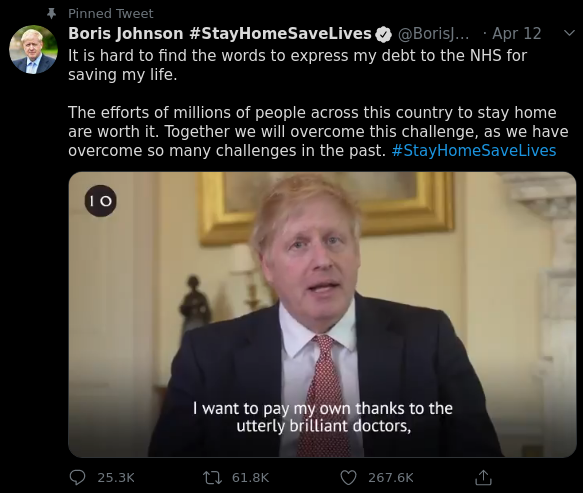 Pinned Tweet
Boris Johnson #StayHomeSaveLives @BorisJ... · Apr 12
It is hard to find the words to express my debt to the NHS for
saving my life.
The efforts of millions of people across this country to stay home
are worth it. Together we will overcome this challenge, as we have
overcome so many challenges in the past. #StayHomeSaveLives
10
I want to pay my own thanks to the
utterly brilliant doctors,
25.3K 61.8K 267.6K